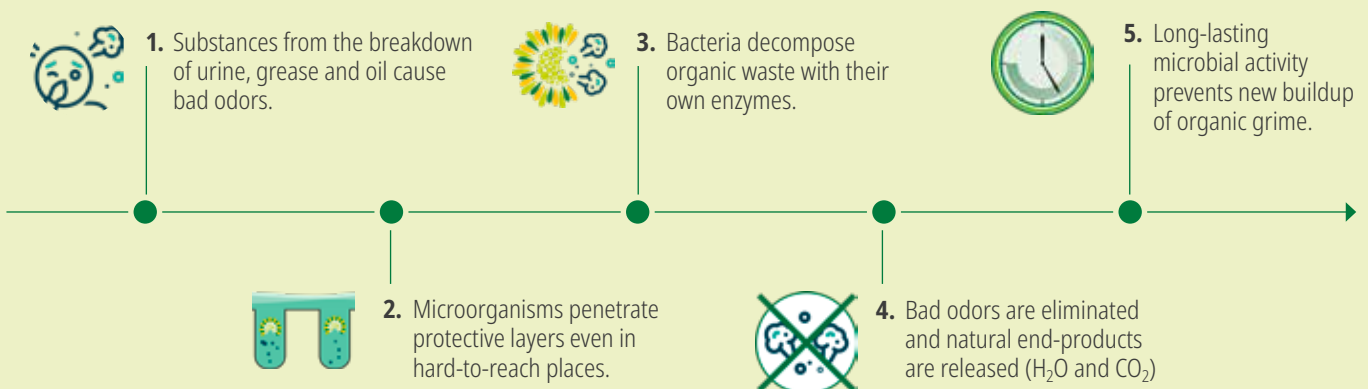 1. Substances from the breakdown
of urine, grease and oil cause
bad odors.
2. Microorganisms penetrate
protective layers even in
hard-to-reach places.
3. Bacteria decompose
organic waste with their
own enzymes.
4. Bad odors are eliminated
and natural end-products
are released (H₂O and CO₂)
5. Long-lasting
microbial activity
prevents new buildup
of organic grime.